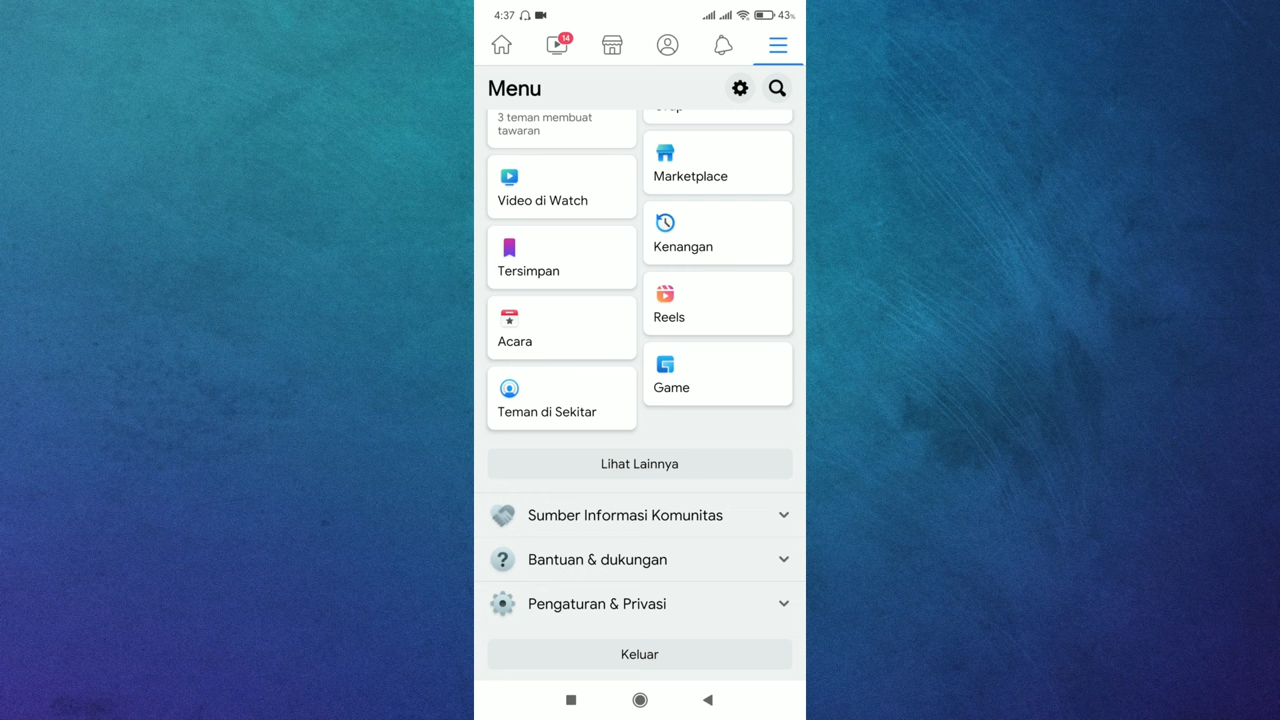 4:37
43%
14
Menu
3 teman membuat
tawaran
Marketplace
Video di Watch
Kenangan
Tersimpan
Reels
Acara
Game
Teman di Sekitar
Lihat Lainnya
Sumber Informasi Komunitas
Bantuan & dukungan
Pengaturan & Privasi
Keluar